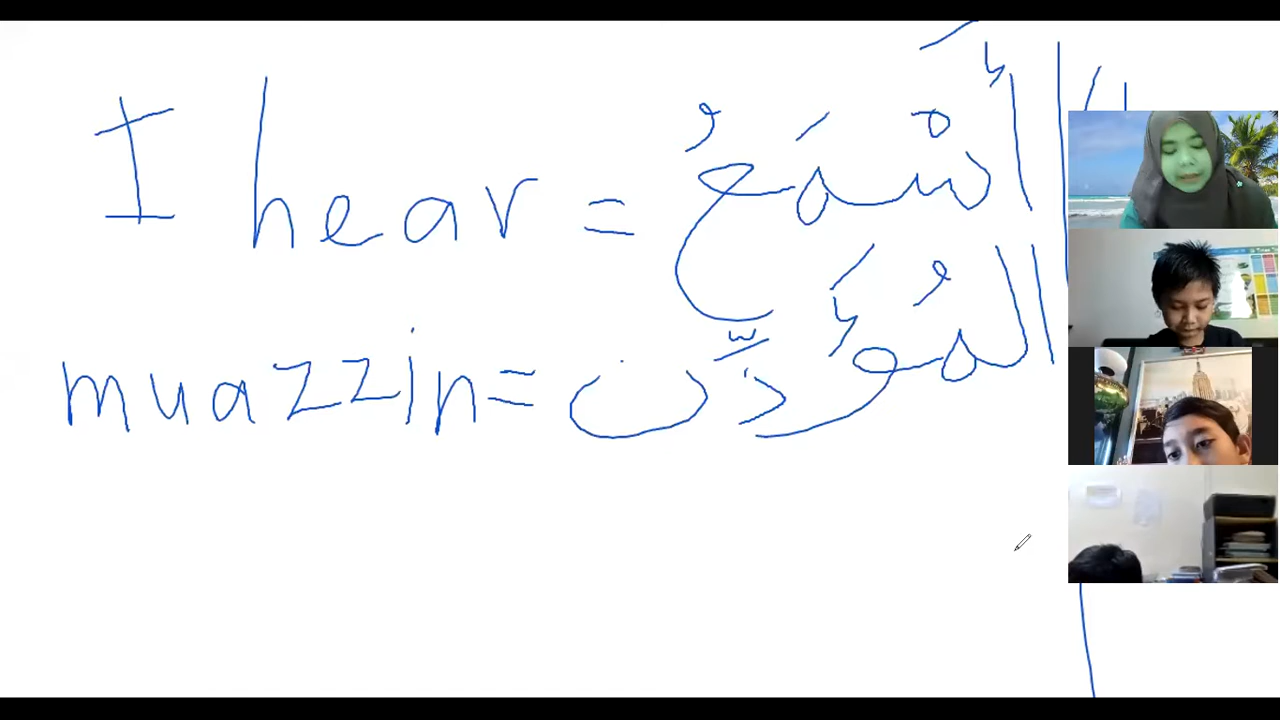 I hear = أَسْمَعُ
muazzin= المُؤَذِّن